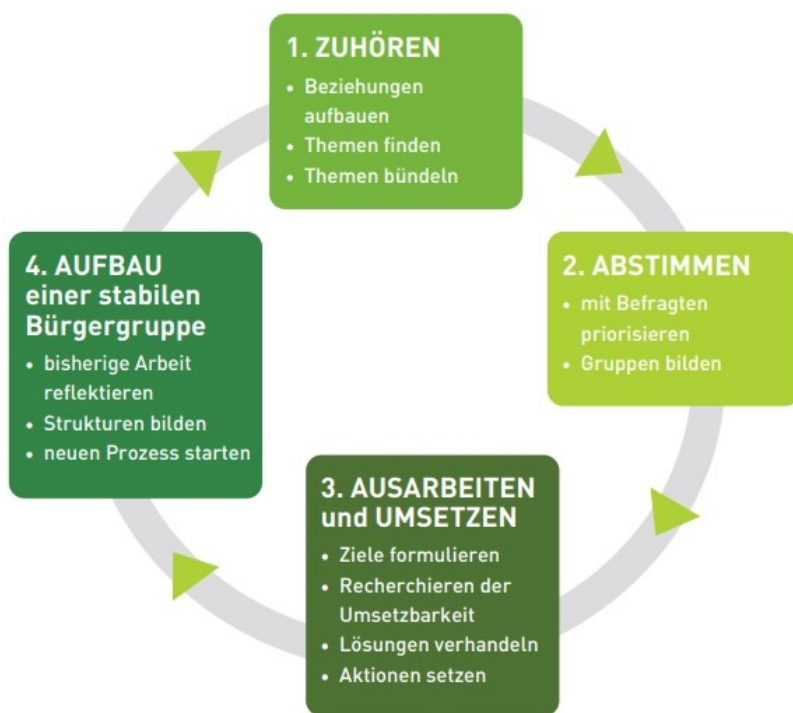 1. ZUHÖREN
• Beziehungen
aufbauen
• Themen finden
• Themen bündeln
2. ABSTIMMEN
• mit Befragten
priorisieren
• Gruppen bilden
3. AUSARBEITEN
und UMSETZEN
• Ziele formulieren
• Recherchieren der
Umsetzbarkeit
• Lösungen verhandeln
• Aktionen setzen
4. AUFBAU
einer stabilen
Bürgergruppe
• bisherige Arbeit
reflektieren
• Strukturen bilden
• neuen Prozess starten